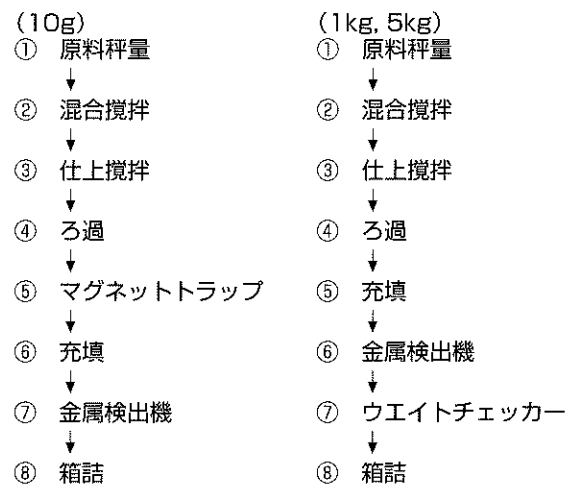 (10g)
① 原料秤量
↓
② 混合撹拌
↓
③ 仕上撹拌
↓
④ ろ過
↓
⑤ マグネットトラップ
↓
⑥ 充填
↓
⑦ 金属検出機
↓
⑧ 箱詰
(1kg, 5kg)
① 原料秤量
↓
② 混合撹拌
↓
③ 仕上撹拌
↓
④ ろ過
↓
⑤ 充填
↓
⑥ 金属検出機
↓
⑦ ウエイトチェッカー
↓
⑧ 箱詰